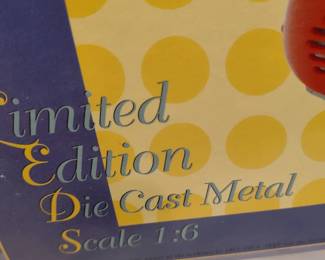 Limited
Edition
Die Cast Metal
Scale 1:6